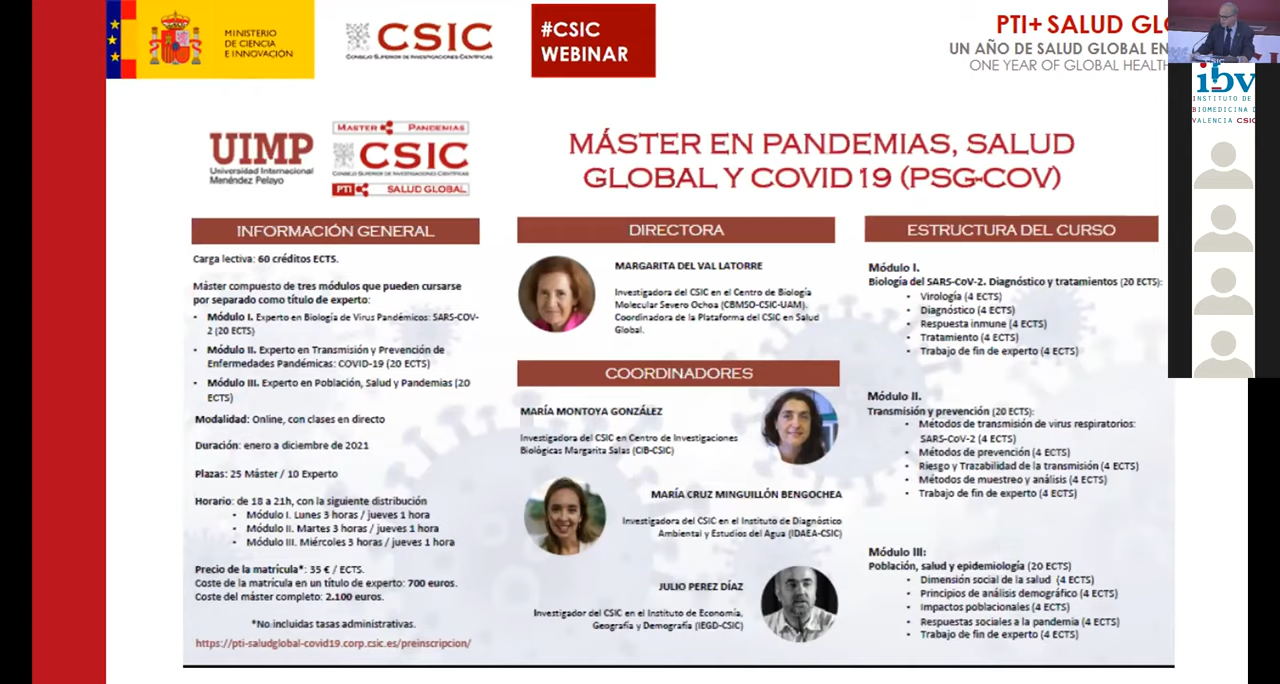 MINISTERIO
DE CIENCIA
E INNOVACIÓN
CSIC
CONSEJO SUPERIOR DE INVESTIGACIONES CIENTÍFICAS
#CSIC
WEBINAR
PTI+ SALUD GLO
UN AÑO DE SALUD GLOBAL EN
ONE YEAR OF GLOBAL HEALTH
ibv
INSTITUTO DE
BIOMEDICINA D
VALENCIA CSIC
UIMP
Universidad Internacional
Menéndez Pelayo
MASTER PANDEMIAS
CSIC
CONSEJO SUPERIOR DE INVESTIGACIONES CIENTÍFICAS
PTI SALUD GLOBAL
MÁSTER EN PANDEMIAS, SALUD
GLOBAL Y COVID 19 (PSG-COV)
INFORMACIÓN GENERAL
Carga lectiva: 60 créditos ECTS.
Máster compuesto de tres módulos que pueden cursarse
por separado como título de experto:
• Módulo I. Experto en Biología de Virus Pandémicos: SARS-COV-
2 (20 ECTS)
• Módulo II. Experto en Transmisión y Prevención de
Enfermedades Pandémicas: COVID-19 (20 ECTS)
• Módulo III. Experto en Población, Salud y Pandemias (20
ECTS)
Modalidad: Online, con clases en directo
Duración: enero a diciembre de 2021
Plazas: 25 Máster / 10 Experto
Horario: de 18 a 21h, con la siguiente distribución
• Módulo I. Lunes 3 horas / jueves 1 hora
• Módulo II. Martes 3 horas / jueves 1 hora
• Módulo III. Miércoles 3 horas / jueves 1 hora
Precio de la matrícula*: 35 € / ECTS.
Coste de la matrícula en un título de experto: 700 euros.
Coste del máster completo: 2.100 euros.
*No incluidas tasas administrativas.
https://pti-saludglobal-covid19.corp.csic.es/preinscripcion/
DIRECTORA
MARGARITA DEL VAL LATORRE
Investigadora del CSIC en el Centro de Biología
Molecular Severo Ochoa (CBMSO-CSIC-UAM).
Coordinadora de la Plataforma del CSIC en Salud
Global.
COORDINADORES
MARÍA MONTOYA GONZÁLEZ
Investigadora del CSIC en Centro de Investigaciones
Biológicas Margarita Salas (CIB-CSIC)
MARÍA CRUZ MINGUILLÓN BENGOCHEA
Investigadora del CSIC en el Instituto de Diagnóstico
Ambiental y Estudios del Agua (IDAEA-CSIC)
JULIO PEREZ DÍAZ
Investigador del CSIC en el Instituto de Economía,
Geografía y Demografía (IEGD-CSIC)
ESTRUCTURA DEL CURSO
Módulo I.
Biología del SARS-CoV-2. Diagnóstico y tratamientos (20 ECTS):
• Virología (4 ECTS)
• Diagnóstico (4 ECTS)
• Respuesta inmune (4 ECTS)
• Tratamiento (4 ECTS)
• Trabajo de fin de experto (4 ECTS)
Módulo II.
Transmisión y prevención (20 ECTS):
• Métodos de transmisión de virus respiratorios:
SARS-CoV-2 (4 ECTS)
• Métodos de prevención (4 ECTS)
• Riesgo y Trazabilidad de la transmisión (4 ECTS)
• Métodos de muestreo y análisis (4 ECTS)
• Trabajo de fin de experto (4 ECTS)
Módulo III:
Población, salud y epidemiología (20 ECTS)
• Dimensión social de la salud (4 ECTS)
• Principios de análisis demográfico (4 ECTS)
• Impactos poblacionales (4 ECTS)
• Respuestas sociales a la pandemia (4 ECTS)
• Trabajo de fin de experto (4 ECTS)